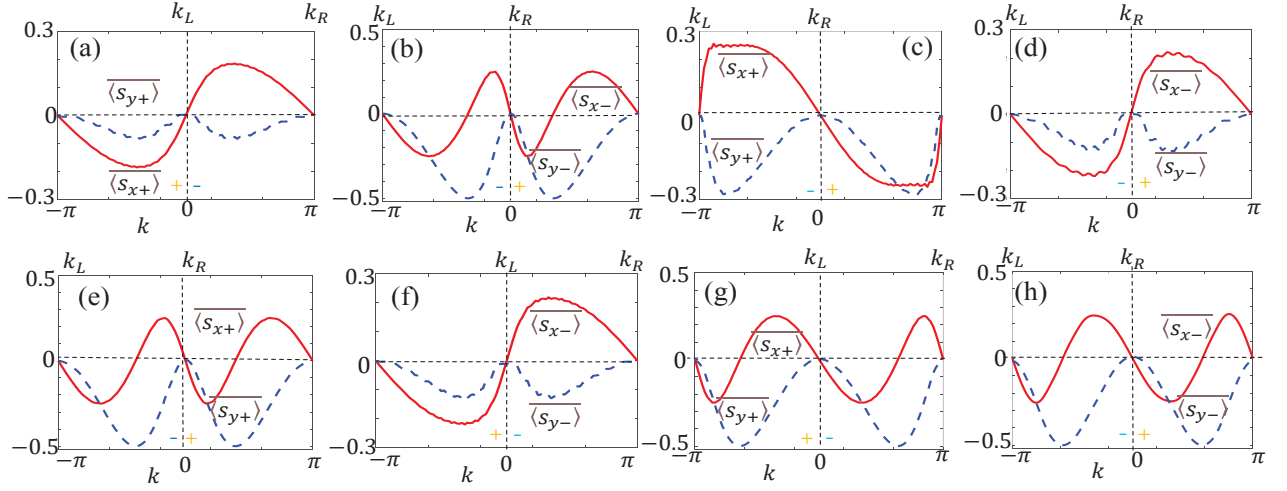 k_L k_R k_L k_R k_L k_R k_L k_R
0.3 (a) 0.5 (b) 0.3 (c) 0.3 (d)
⟨s_{y+}⟩ ⟨s_{x−}⟩ ⟨s_{x+}⟩ ⟨s_{x−}⟩
0 0 0 0
⟨s_{x+}⟩ ⟨s_{y−}⟩ ⟨s_{y+}⟩ ⟨s_{y−}⟩
+ - - + - + - +
−0.3 −0.5 −0.3 −0.3
−π 0 π −π 0 π −π 0 π −π 0 π
k k k k
k_L k_R k_L k_R k_L k_R k_L k_R
0.5 (e) 0.3 (f) 0.5 (g) 0.5 (h)
⟨s_{x+}⟩ ⟨s_{x−}⟩ ⟨s_{x+}⟩ ⟨s_{x−}⟩
0 0 0 0
⟨s_{y+}⟩ ⟨s_{y−}⟩ ⟨s_{y+}⟩ ⟨s_{y−}⟩
- + + - + - - +
−0.5 −0.3 −0.5 −0.5
−π 0 π −π 0 π −π 0 π −π 0 π
k k k k